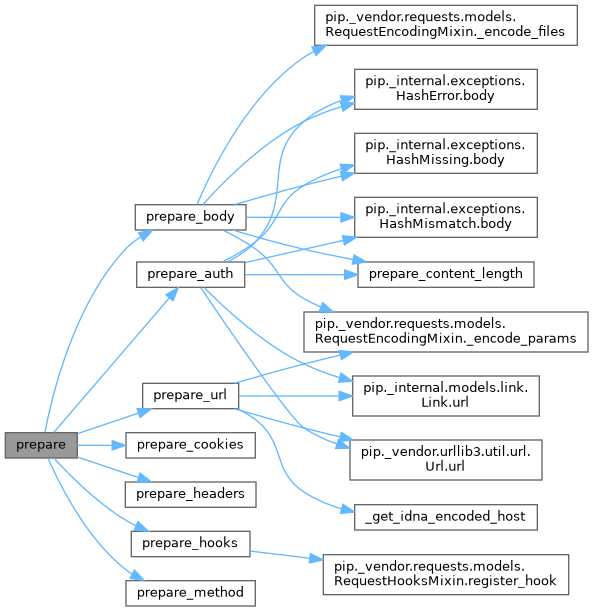 pip._vendor.requests.models.
RequestEncodingMixin._encode_files
pip._internal.exceptions.
HashError.body
pip._internal.exceptions.
HashMissing.body
prepare_body
pip._internal.exceptions.
HashMismatch.body
prepare_auth
prepare_content_length
pip._vendor.requests.models.
RequestEncodingMixin._encode_params
prepare_url
pip._internal.models.link.
Link.url
prepare
prepare_cookies
pip._vendor.urllib3.util.url.
Url.url
prepare_headers
_get_idna_encoded_host
prepare_hooks
pip._vendor.requests.models.
RequestHooksMixin.register_hook
prepare_method